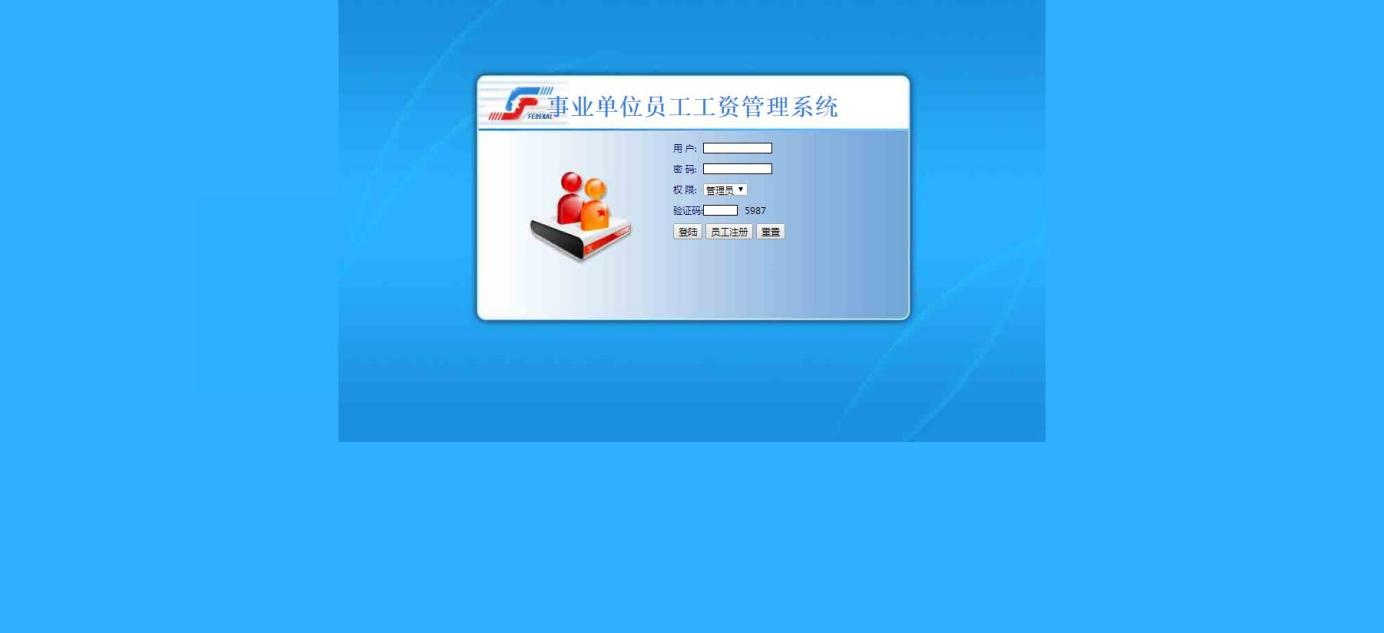 事业单位员工工资管理系统
FEDERAL
用 户:
密 码:
权 限: 管理员
验证码: 5987
登陆 员工注册 重置